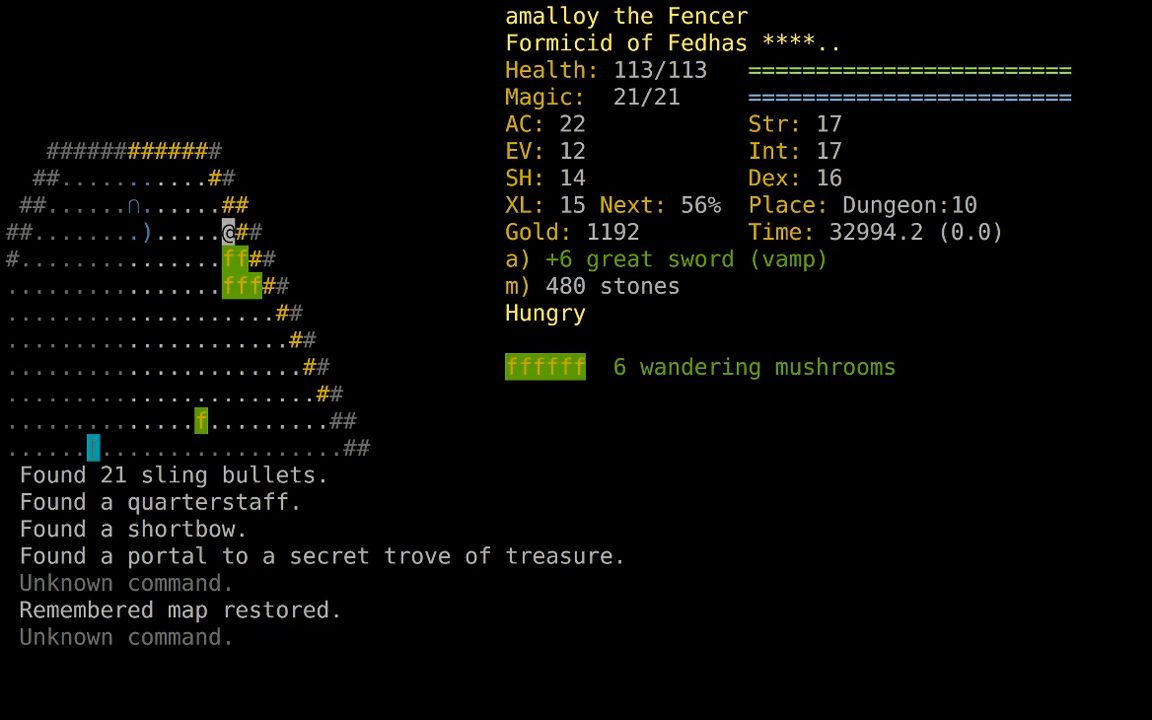 amalloy the Fencer
Formicid of Fedhas ****..
Health: 113/113 ========================
Magic:  21/21 ========================
AC: 22 Str: 17
EV: 12 Int: 17
SH: 14 Dex: 16
XL: 15 Next: 56% Place: Dungeon:10
Gold: 1192 Time: 32994.2 (0.0)
a) +6 great sword (vamp)
m) 480 stones
Hungry
ffffff  6 wandering mushrooms
   #############
  ##...........##
 ##......∩......##
##........).....@##
#...............ff##
................fff##
....................##
.....................##
......................##
.......................##
..............f.........##
......|..................##
Found 21 sling bullets.
Found a quarterstaff.
Found a shortbow.
Found a portal to a secret trove of treasure.
Unknown command.
Remembered map restored.
Unknown command.